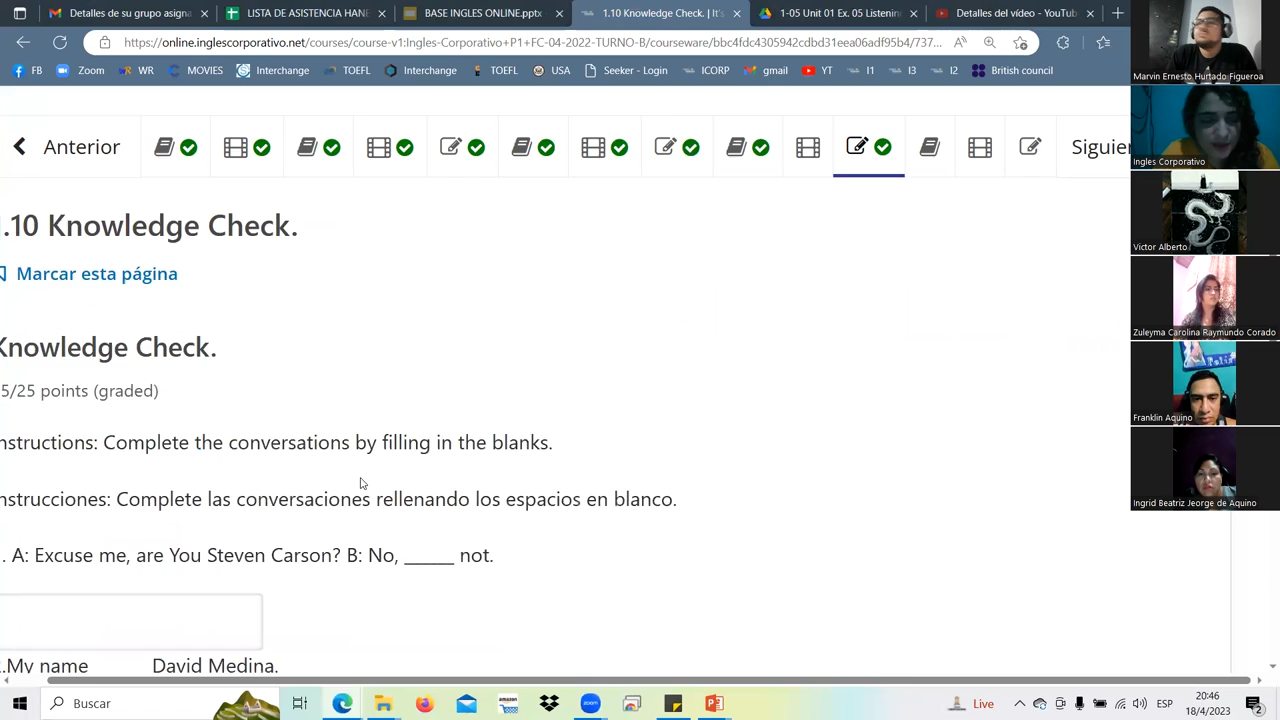 Detalles de su grupo asigna
LISTA DE ASISTENCIA HANE
BASE INGLES ONLINE.pptx
1.10 Knowledge Check. | It's
1-05 Unit 01 Ex. 05 Listenin
Detalles del vídeo - YouTub
https://online.inglescorporativo.net/courses/course-v1:Ingles-Corporativo+P1+FC-04-2022-TURNO-B/courseware/bbc4fdc4305942cdbd31eea06adf95b4/737...
FB
Zoom
WR
MOVIES
Interchange
TOEFL
Interchange
TOEFL
USA
Seeker - Login
ICORP
gmail
YT
I1
I3
I2
British council
Anterior
Siguien
.10 Knowledge Check.
Marcar esta página
Knowledge Check.
5/25 points (graded)
nstructions: Complete the conversations by filling in the blanks.
nstrucciones: Complete las conversaciones rellenando los espacios en blanco.
. A: Excuse me, are You Steven Carson? B: No, ______ not.
.My name ______ David Medina.
Marvin Ernesto Hurtado Figueroa
Ingles Corporativo
Victor Alberto
Zuleyma Carolina Raymundo Corado
Franklin Aquino
Ingrid Beatriz Jeorge de Aquino
Buscar
Live
ESP
20:46
18/4/2023
2